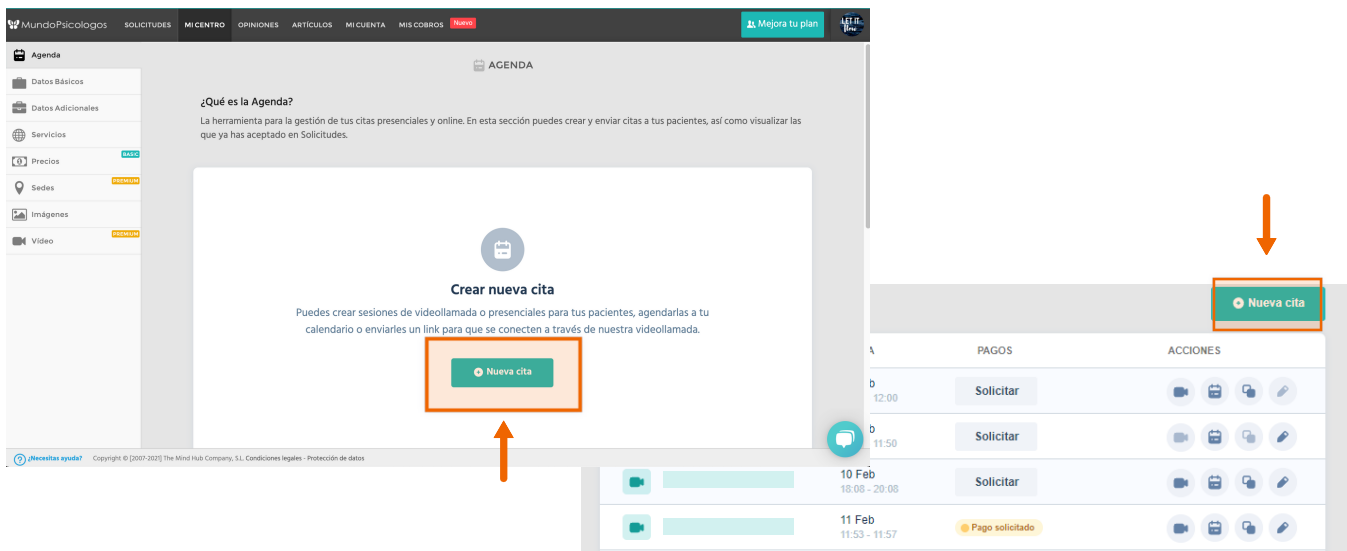 MundoPsicologos SOLICITUDES MI CENTRO OPINIONES ARTÍCULOS MI CUENTA MIS COBROS Nuevo Mejora tu plan LET IT flow
Agenda
Datos Básicos
Datos Adicionales
Servicios
Precios BASIC
Sedes PREMIUM
Imágenes
Vídeo PREMIUM
AGENDA
¿Qué es la Agenda?
La herramienta para la gestión de tus citas presenciales y online. En esta sección puedes crear y enviar citas a tus pacientes, así como visualizar las
que ya has aceptado en Solicitudes.
Crear nueva cita
Puedes crear sesiones de videollamada o presenciales para tus pacientes, agendarlas a tu
calendario o enviarles un link para que se conecten a través de nuestra videollamada.
Nueva cita
¿Necesitas ayuda? Copyright © [2007-2021] The Mind Hub Company, S.L. Condiciones legales - Protección de datos
Nueva cita
A PAGOS ACCIONES
b
12:00 Solicitar
b
11:50 Solicitar
10 Feb
18:08 - 20:08 Solicitar
11 Feb
11:53 - 11:57 Pago solicitado